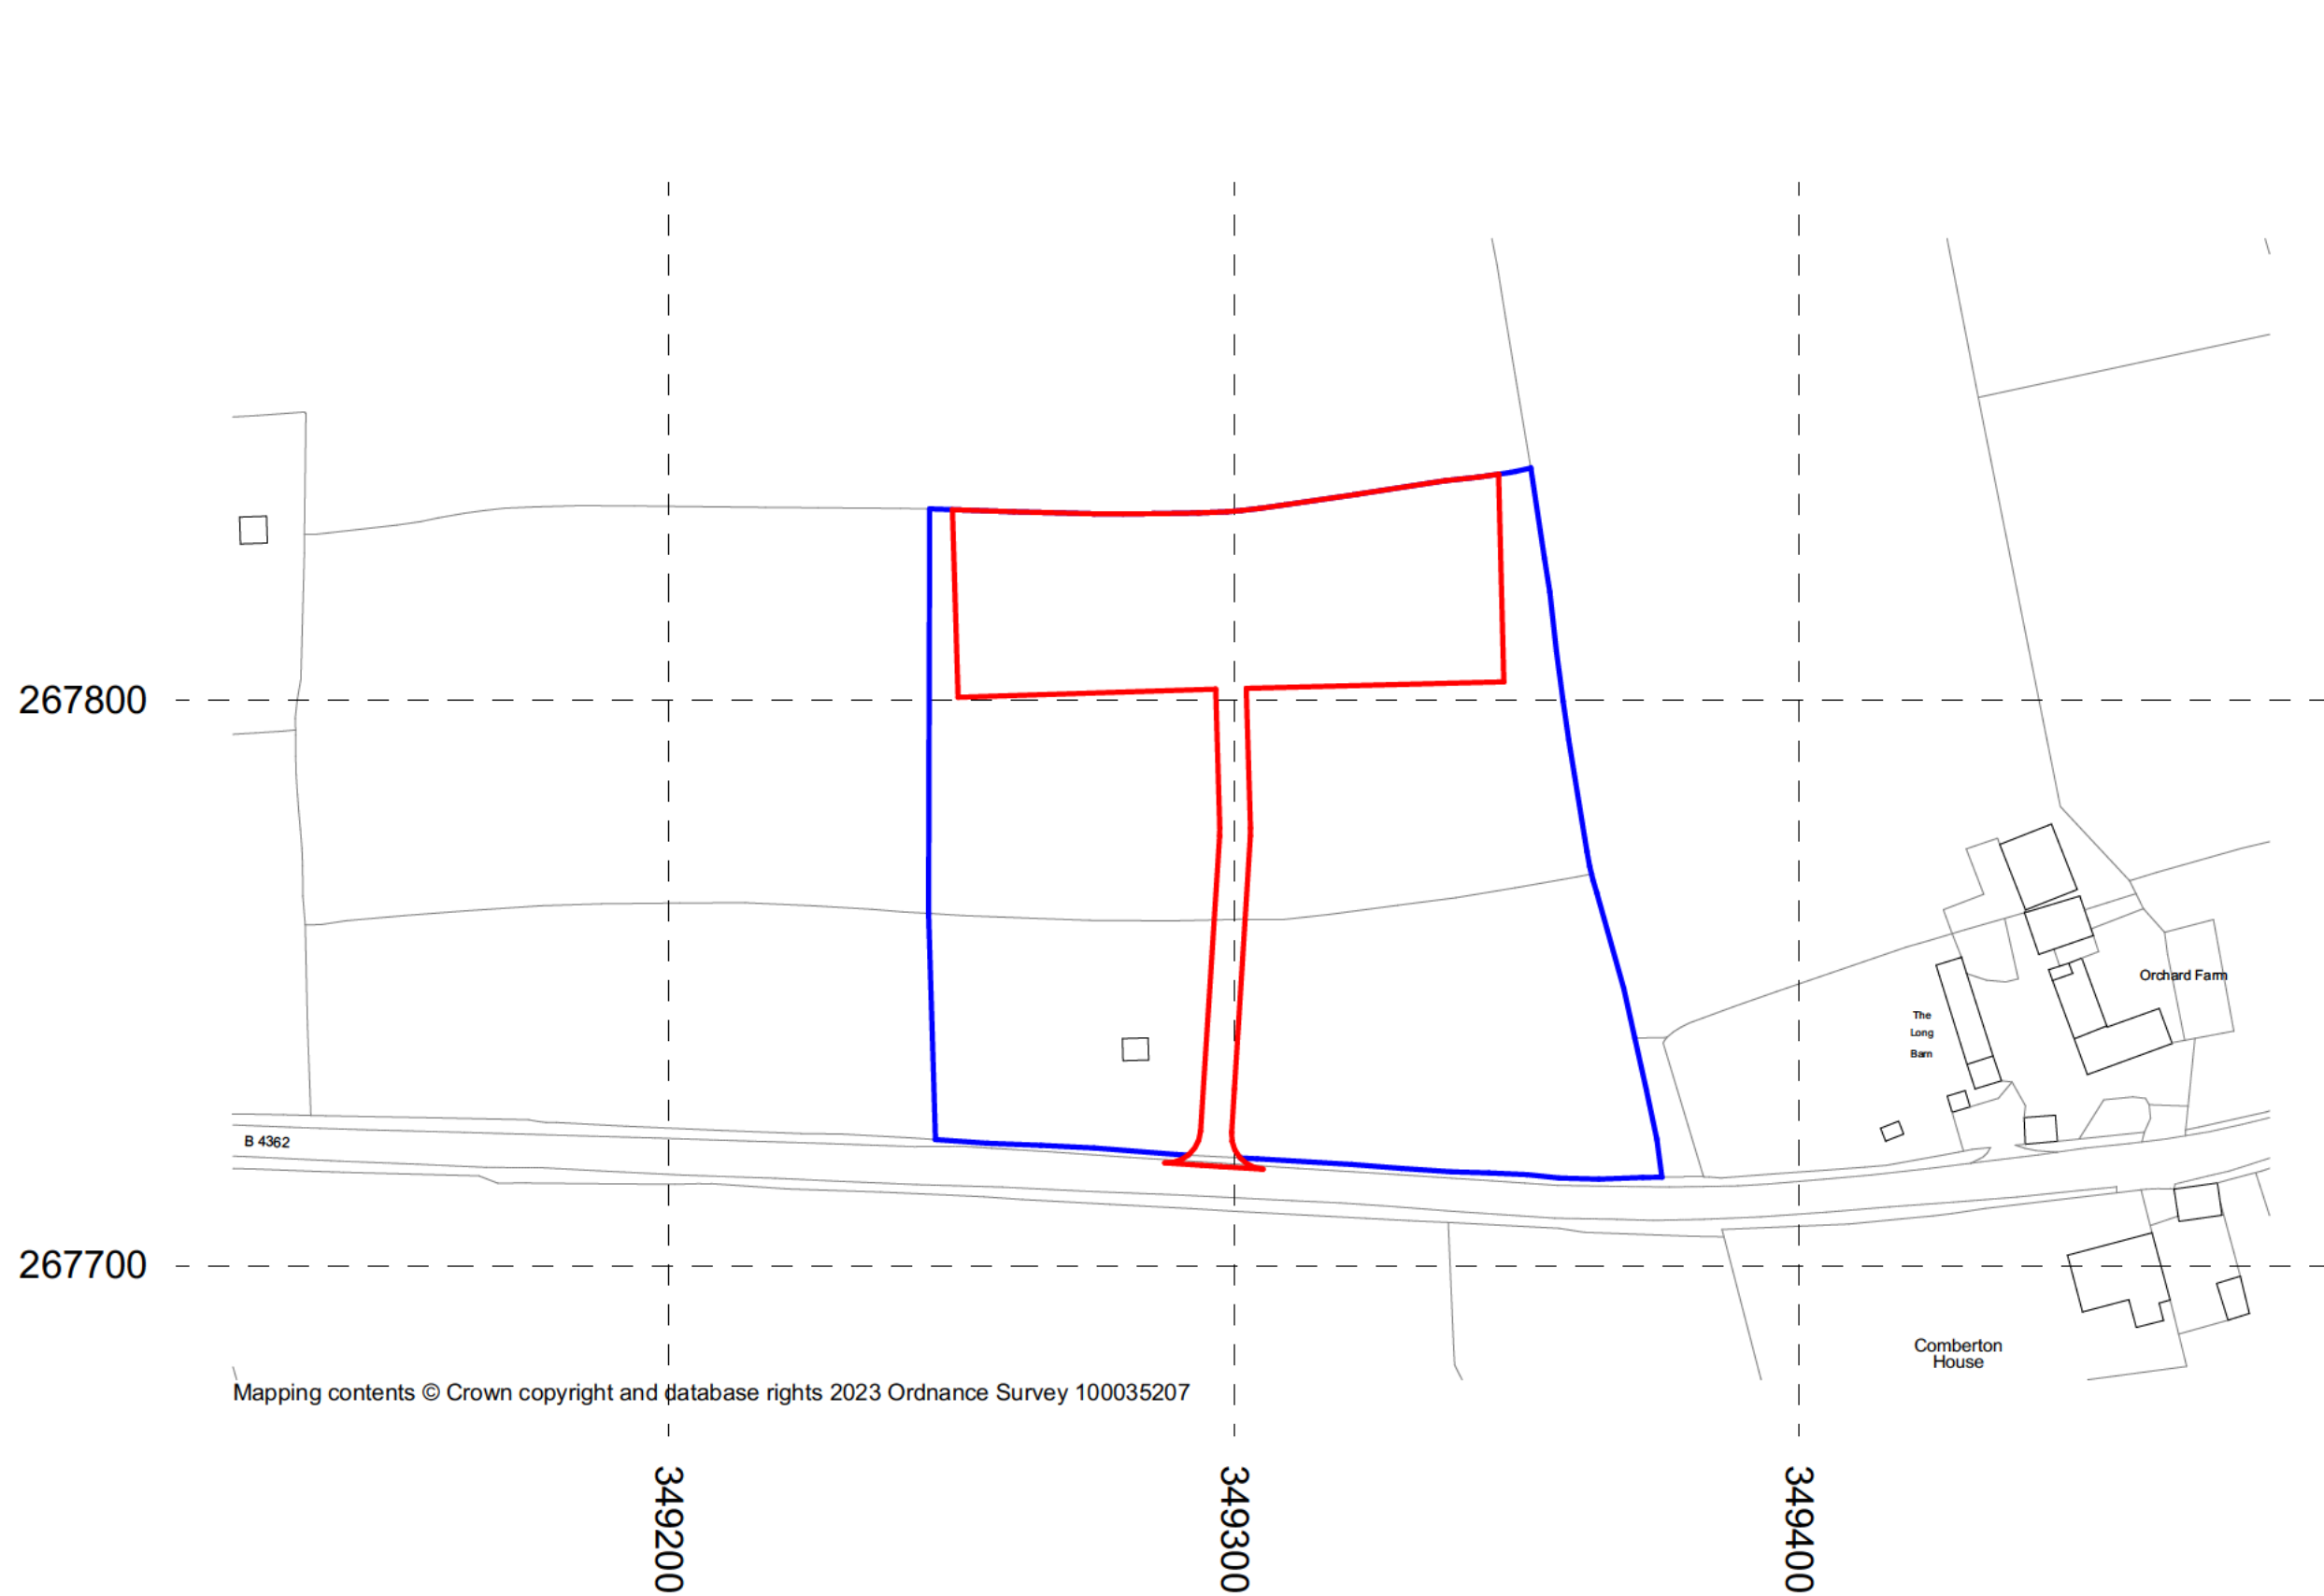 267800
Orchard Farm
The
Long
Barn
B 4362
267700
Comberton
House
Mapping contents © Crown copyright and database rights 2023 Ordnance Survey 100035207
349200
349300
349400